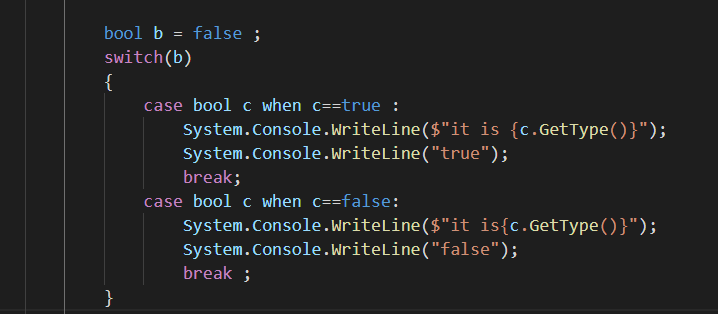 bool b = false ;
switch(b)
{
case bool c when c==true :
System.Console.WriteLine($"it is {c.GetType()}");
System.Console.WriteLine("true");
break;
case bool c when c==false:
System.Console.WriteLine($"it is{c.GetType()}");
System.Console.WriteLine("false");
break ;
}